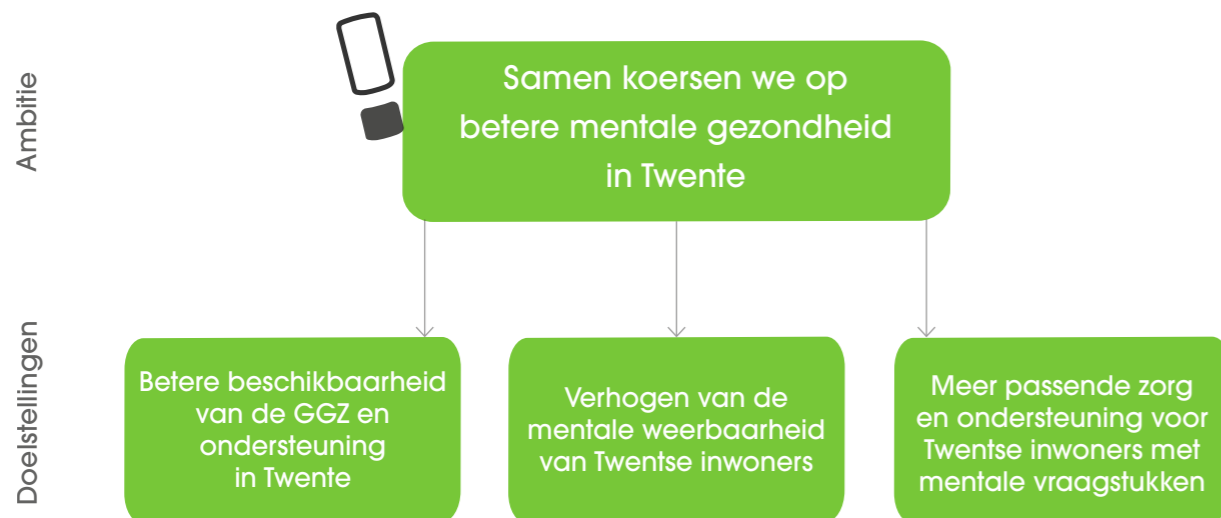 Ambitie
Samen koersen we op
betere mentale gezondheid
in Twente
Doelstellingen
Betere beschikbaarheid
van de GGZ en
ondersteuning
in Twente
Verhogen van de
mentale weerbaarheid
van Twentse inwoners
Meer passende zorg
en ondersteuning voor
Twentse inwoners met
mentale vraagstukken